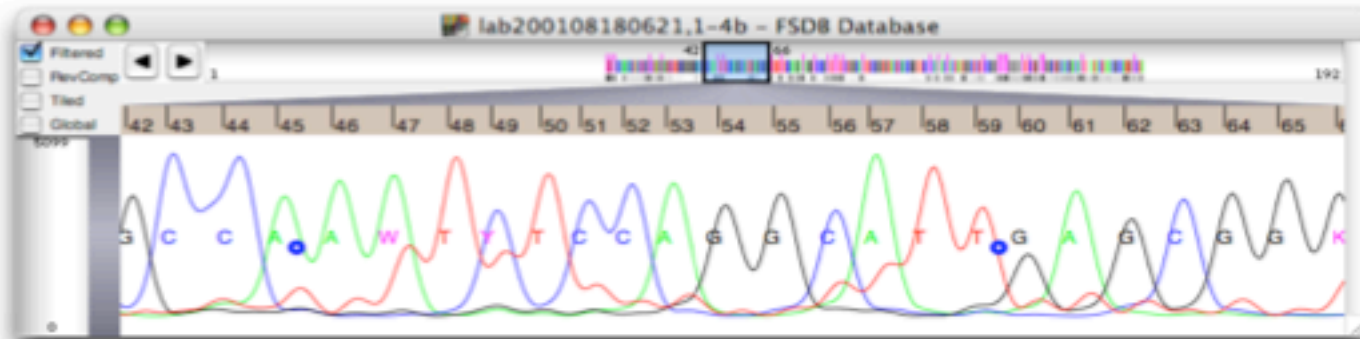 lab200108180621,1-4b – FSDB Database
Filtered
RevComp
Tiled
Global
42 66
1 192
42 43 44 45 46 47 48 49 50 51 52 53 54 55 56 57 58 59 60 61 62 63 64 65
G C C A A W T Y T C C A G G C A T T G A G C G G K
0